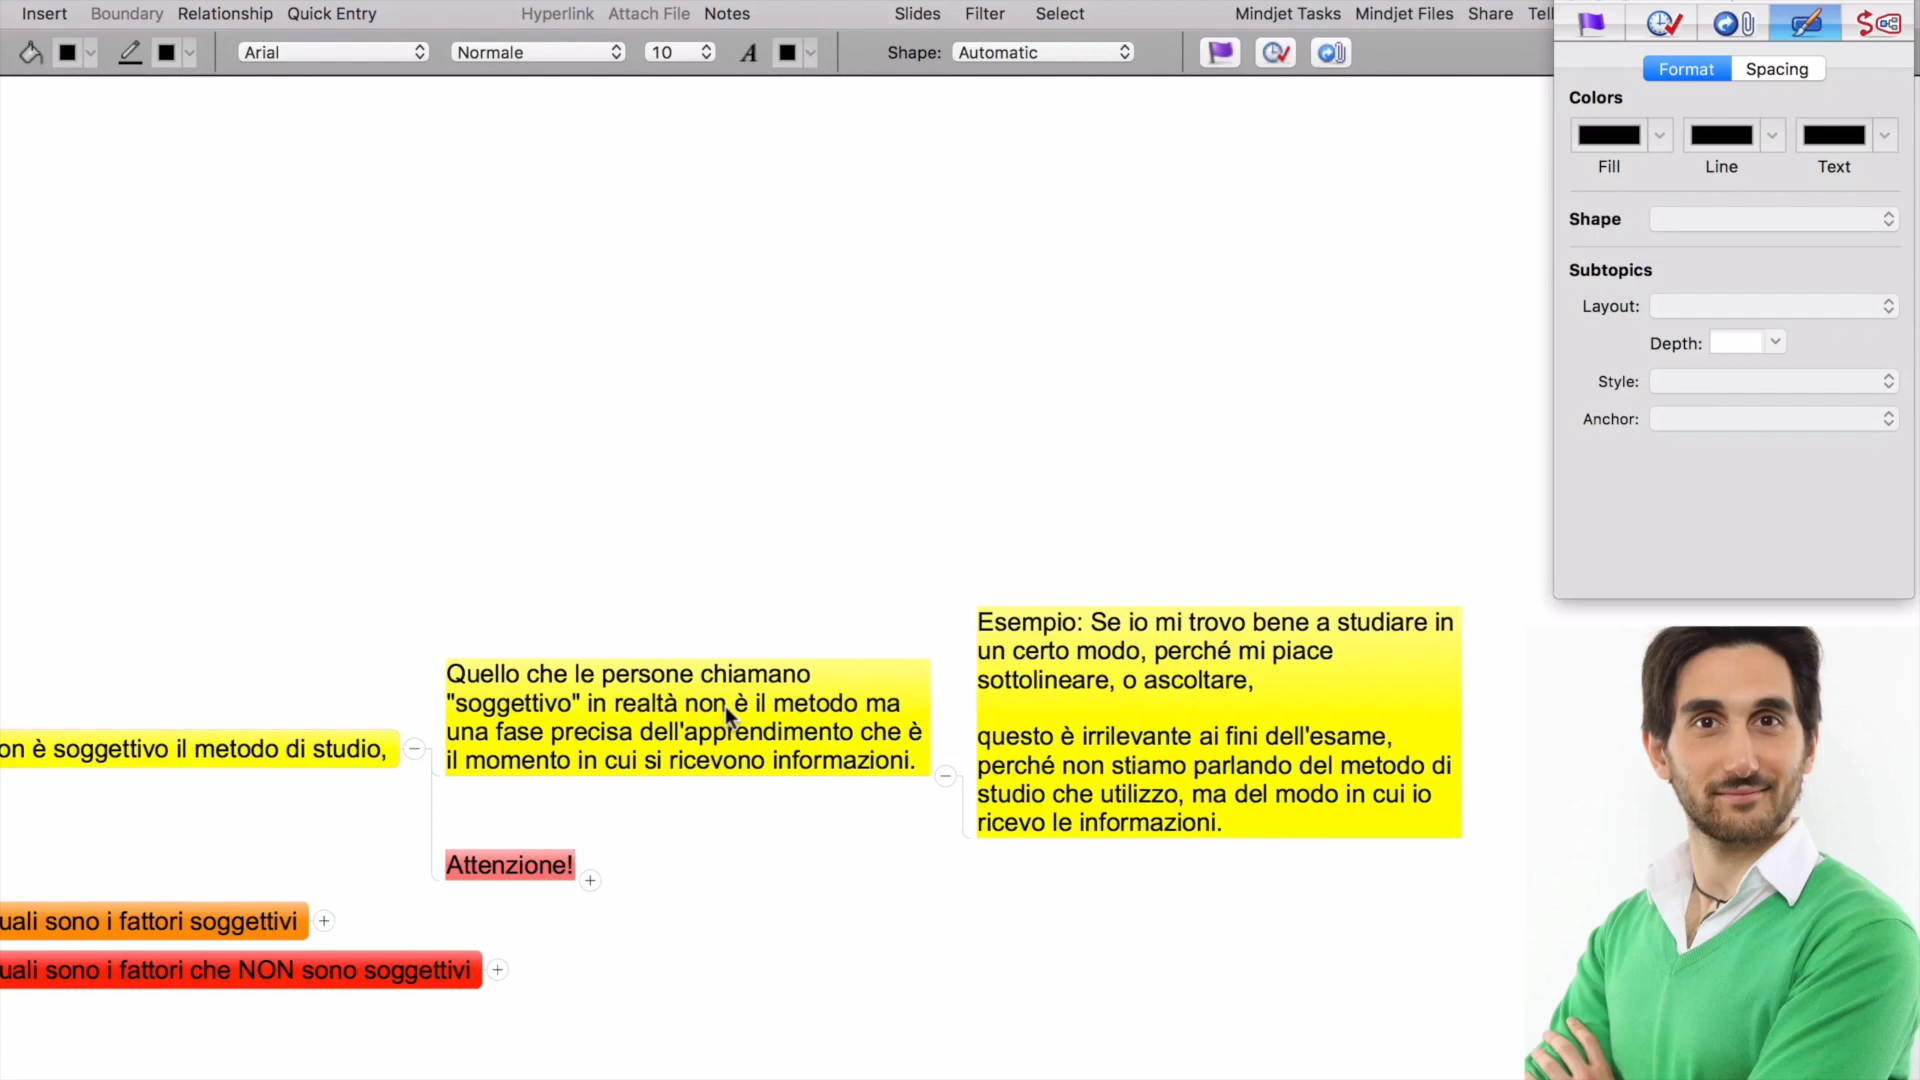 Insert Boundary Relationship Quick Entry Hyperlink Attach File Notes Slides Filter Select Mindjet Tasks Mindjet Files Share Tell
Arial Normale 10 A Shape: Automatic
Format Spacing
Colors
Fill Line Text
Shape
Subtopics
Layout:
Depth:
Style:
Anchor:
on è soggettivo il metodo di studio,
Quello che le persone chiamano
"soggettivo" in realtà non è il metodo ma
una fase precisa dell'apprendimento che è
il momento in cui si ricevono informazioni.
Esempio: Se io mi trovo bene a studiare in
un certo modo, perché mi piace
sottolineare, o ascoltare,
questo è irrilevante ai fini dell'esame,
perché non stiamo parlando del metodo di
studio che utilizzo, ma del modo in cui io
ricevo le informazioni.
Attenzione!
uali sono i fattori soggettivi
uali sono i fattori che NON sono soggettivi